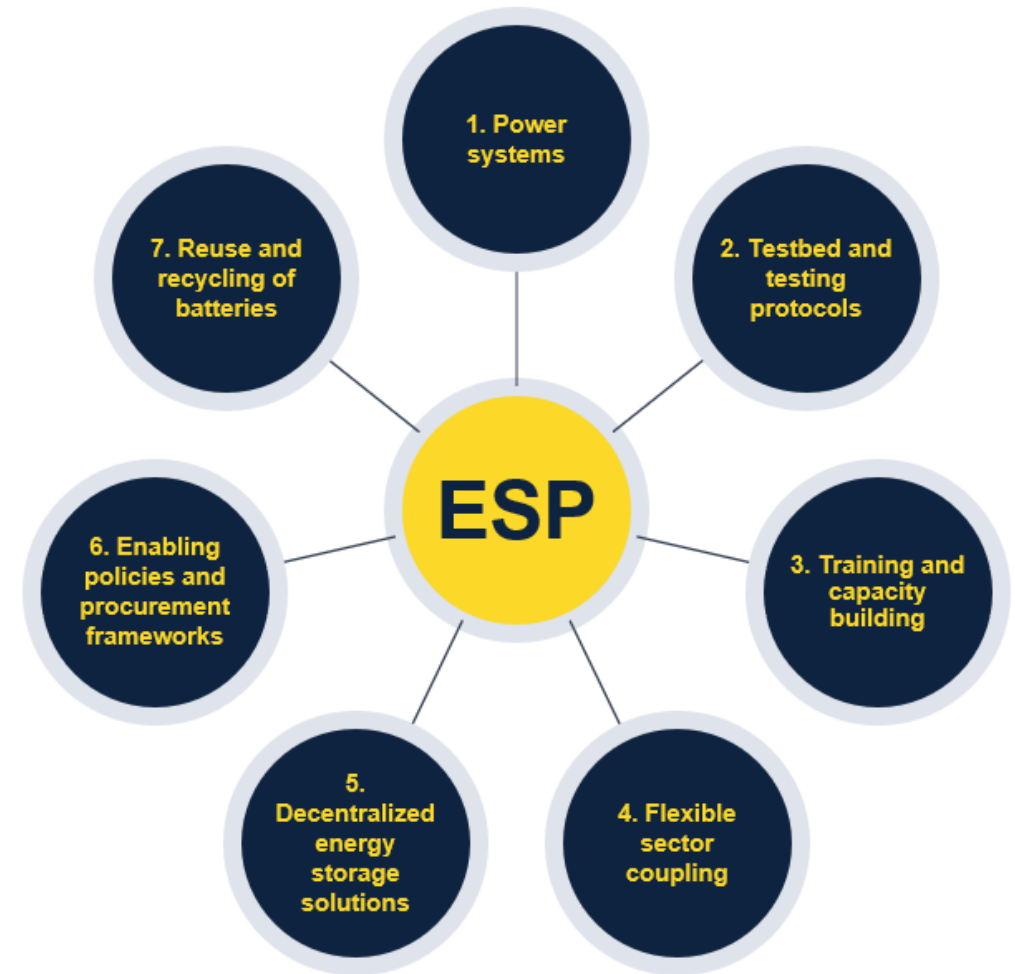 1. Power
systems
2. Testbed and
testing
protocols
3. Training and
capacity
building
4. Flexible
sector
coupling
5.
Decentralized
energy
storage
solutions
6. Enabling
policies and
procurement
frameworks
7. Reuse and
recycling of
batteries
ESP